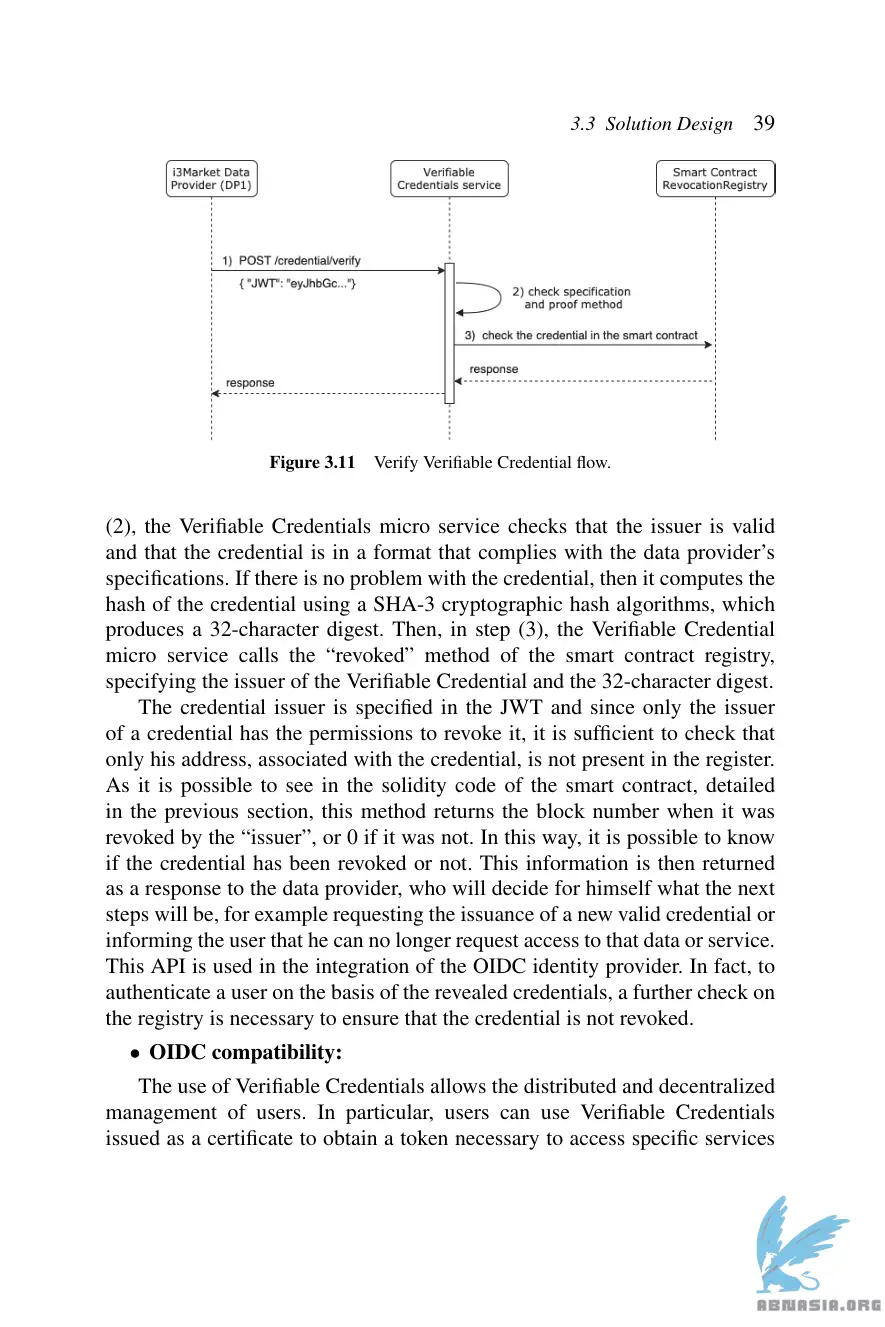 3.3 Solution Design 39
i3Market Data
Provider (DP1)
Verifiable
Credentials service
Smart Contract
RevocationRegistry
1) POST /credential/verify
{ "JWT": "eyJhbGc..."}
2) check specification
and proof method
3) check the credential in the smart contract
response
response
Figure 3.11 Verify Verifiable Credential flow.
(2), the Verifiable Credentials micro service checks that the issuer is valid
and that the credential is in a format that complies with the data provider’s
specifications. If there is no problem with the credential, then it computes the
hash of the credential using a SHA-3 cryptographic hash algorithms, which
produces a 32-character digest. Then, in step (3), the Verifiable Credential
micro service calls the “revoked” method of the smart contract registry,
specifying the issuer of the Verifiable Credential and the 32-character digest.
The credential issuer is specified in the JWT and since only the issuer
of a credential has the permissions to revoke it, it is sufficient to check that
only his address, associated with the credential, is not present in the register.
As it is possible to see in the solidity code of the smart contract, detailed
in the previous section, this method returns the block number when it was
revoked by the “issuer”, or 0 if it was not. In this way, it is possible to know
if the credential has been revoked or not. This information is then returned
as a response to the data provider, who will decide for himself what the next
steps will be, for example requesting the issuance of a new valid credential or
informing the user that he can no longer request access to that data or service.
This API is used in the integration of the OIDC identity provider. In fact, to
authenticate a user on the basis of the revealed credentials, a further check on
the registry is necessary to ensure that the credential is not revoked.
• OIDC compatibility:
The use of Verifiable Credentials allows the distributed and decentralized
management of users. In particular, users can use Verifiable Credentials
issued as a certificate to obtain a token necessary to access specific services
ABNASIA.ORG